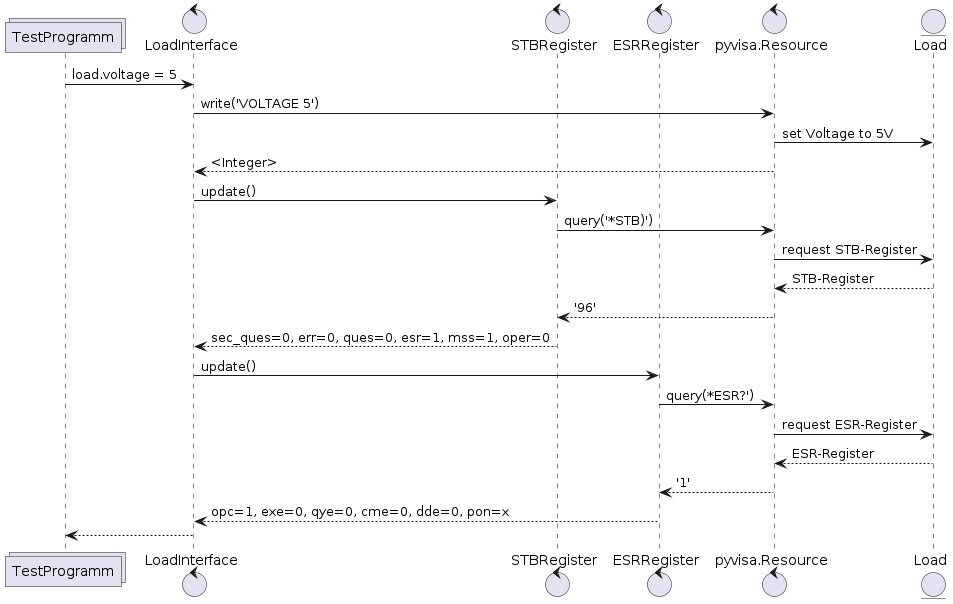 TestProgramm
LoadInterface
STBRegister
ESRRegister
pyvisa.Resource
Load
load.voltage = 5
write('VOLTAGE 5')
set Voltage to 5V
<Integer>
update()
query('*STB)')
request STB-Register
STB-Register
'96'
sec_ques=0, err=0, ques=0, esr=1, mss=1, oper=0
update()
query(*ESR?')
request ESR-Register
ESR-Register
'1'
opc=1, exe=0, qye=0, cme=0, dde=0, pon=x
TestProgramm
LoadInterface
STBRegister
ESRRegister
pyvisa.Resource
Load